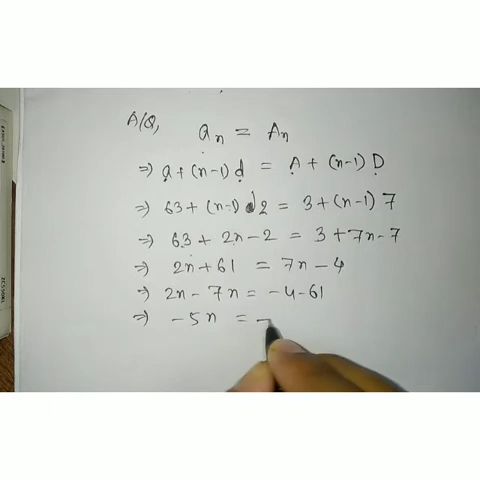 A/Q,
aₙ = Aₙ
⇒ a + (n-1) d = A + (n-1) D
⇒ 63 + (n-1) 2 = 3 + (n-1) 7
⇒ 63 + 2n - 2 = 3 + 7n - 7
⇒ 2n + 61 = 7n - 4
⇒ 2n - 7n = -4 - 61
⇒ -5n = -